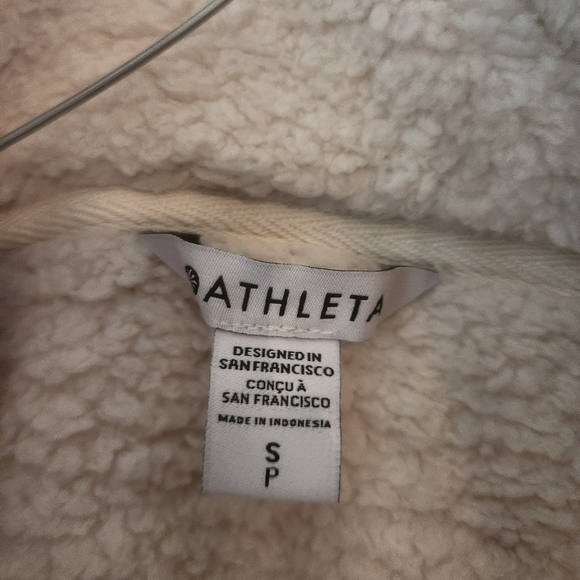 ATHLETA
DESIGNED IN
SAN FRANCISCO
CONÇU À
SAN FRANCISCO
MADE IN INDONESIA
S
P